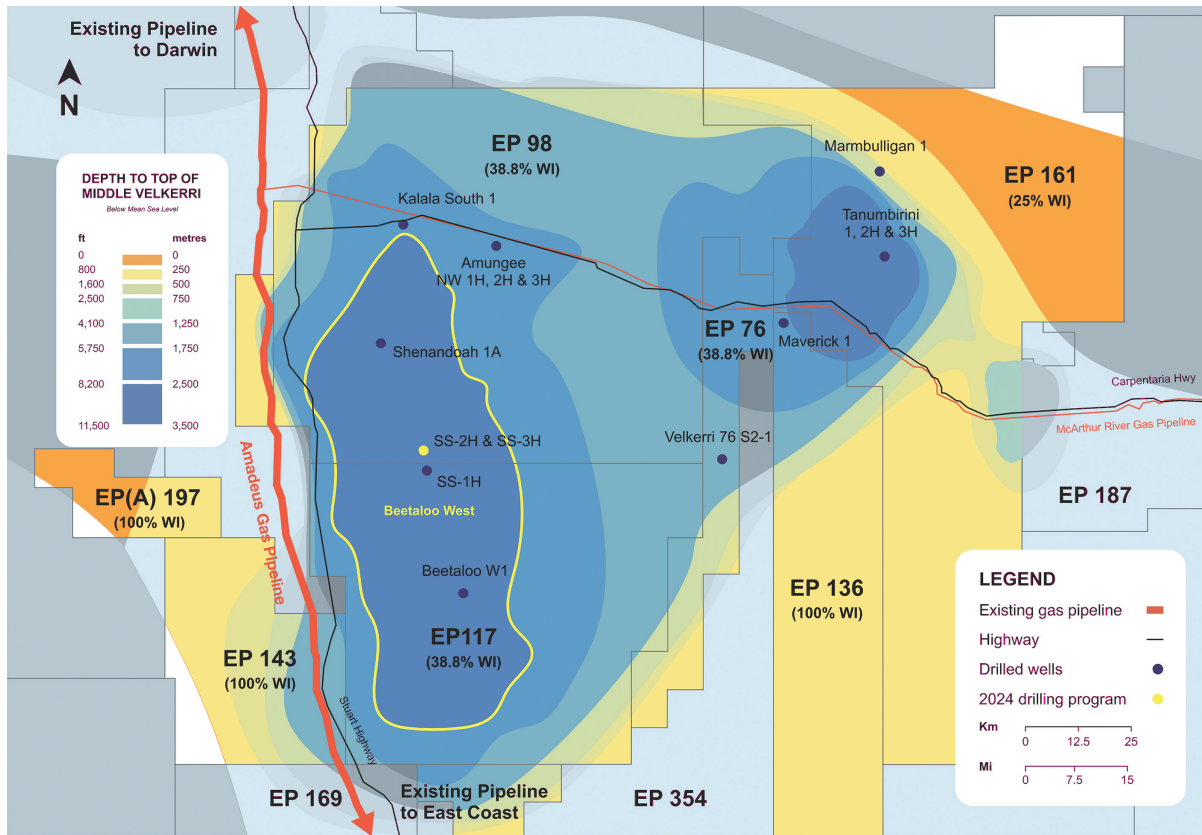 Existing Pipeline
to Darwin
N
DEPTH TO TOP OF
MIDDLE VELKERRI
Below Mean Sea Level
ft metres
0 0
800 250
1,600 500
2,500 750
4,100 1,250
5,750 1,750
8,200 2,500
11,500 3,500
EP 98
(38.8% WI)
Marmbulligan 1
EP 161
(25% WI)
Kalala South 1
Tanumbirini
1, 2H & 3H
Amungee
NW 1H, 2H & 3H
EP 76
(38.8% WI)
Maverick 1
Shenandoah 1A
Carpentaria Hwy
McArthur River Gas Pipeline
SS-2H & SS-3H
SS-1H
Velkerri 76 S2-1
Amadeus Gas Pipeline
EP(A) 197
(100% WI)
Beetaloo West
EP 187
Beetaloo W1
EP117
(38.8% WI)
EP 136
(100% WI)
EP 143
(100% WI)
Stuart Highway
EP 169
Existing Pipeline
to East Coast
EP 354
LEGEND
Existing gas pipeline
Highway
Drilled wells
2024 drilling program
Km
0 12.5 25
Mi
0 7.5 15